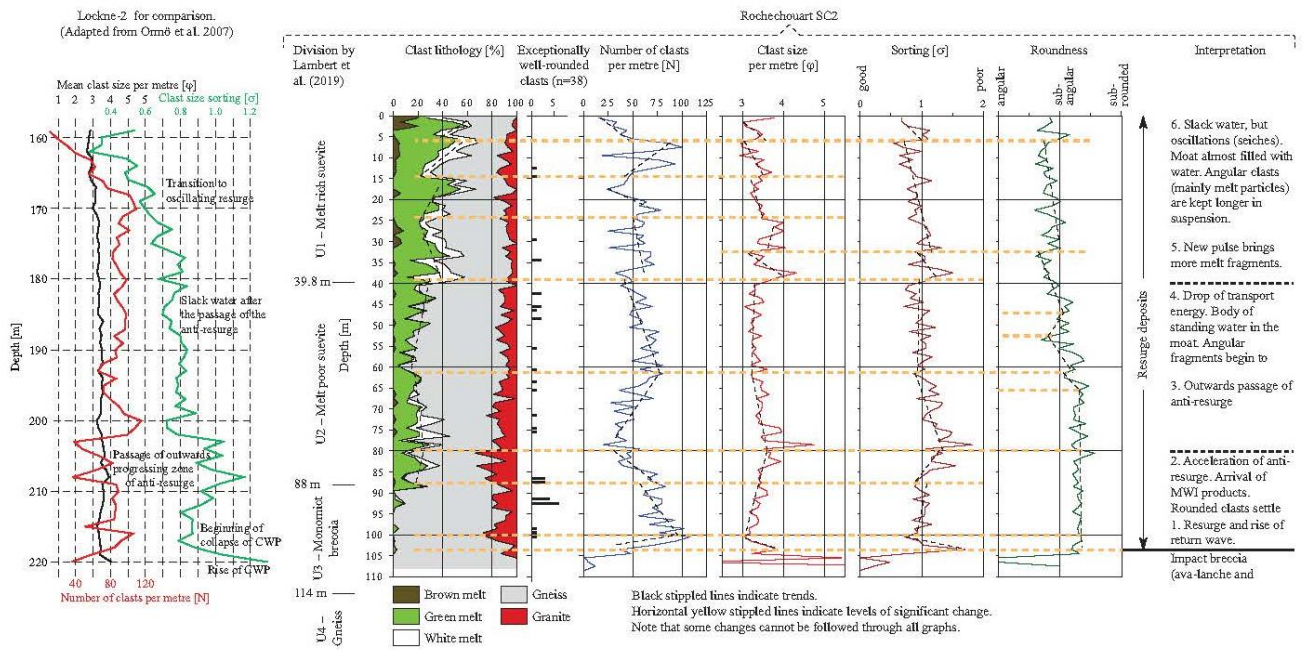 Lockne-2 for comparison.
(Adapted from Ormö et al. 2007)
Mean clast size per metre [φ]
1 2 3 4 5 Clast size sorting [σ]
0.4 0.6 0.8 1.0 1.2
Depth [m]
160
170
180
190
200
210
220
Transition to
oscillating resurge
Slack water after
the passage of the
anti-resurge
Passage of outwards
progressing zone
of anti-resurge
Beginning of
collapse of CWP
Rise of CWP
40 80 120
Number of clasts per metre [N]
Rochechouart SC2
Division by
Lambert et
al. (2019)
U1 – Melt rich suevite
39.8 m
U2 – Melt poor suevite
88 m
U3 – Monomict
breccia
114 m
U4 –
Gneiss
Depth [m]
Clast lithology [%]
0 20 40 60 80 100
Exceptionally
well-rounded
clasts (n=38)
0 5
Number of clasts
per metre [N]
0 25 50 75 100 125
Clast size
per metre [φ]
3 4 5
Sorting [σ]
good
poor
0 1 2
Roundness
angular
sub-
angular
sub-
rounded
0
5
10
15
20
25
30
35
40
45
50
55
60
65
70
75
80
85
90
95
100
105
110
Brown melt
Green melt
White melt
Gneiss
Granite
Black stippled lines indicate trends.
Horizontal yellow stippled lines indicate levels of significant change.
Note that some changes cannot be followed through all graphs.
Resurge deposits
Interpretation
6. Slack water, but
oscillations (seiches).
Moat almost filled with
water. Angular clasts
(mainly melt particles)
are kept longer in
suspension.
5. New pulse brings
more melt fragments.
4. Drop of transport
energy. Body of
standing water in the
moat. Angular
fragments begin to
3. Outwards passage of
anti-resurge
2. Acceleration of anti-
resurge. Arrival of
MWI products.
Rounded clasts settle
1. Resurge and rise of
return wave.
Impact breccia
(ava-lanche and